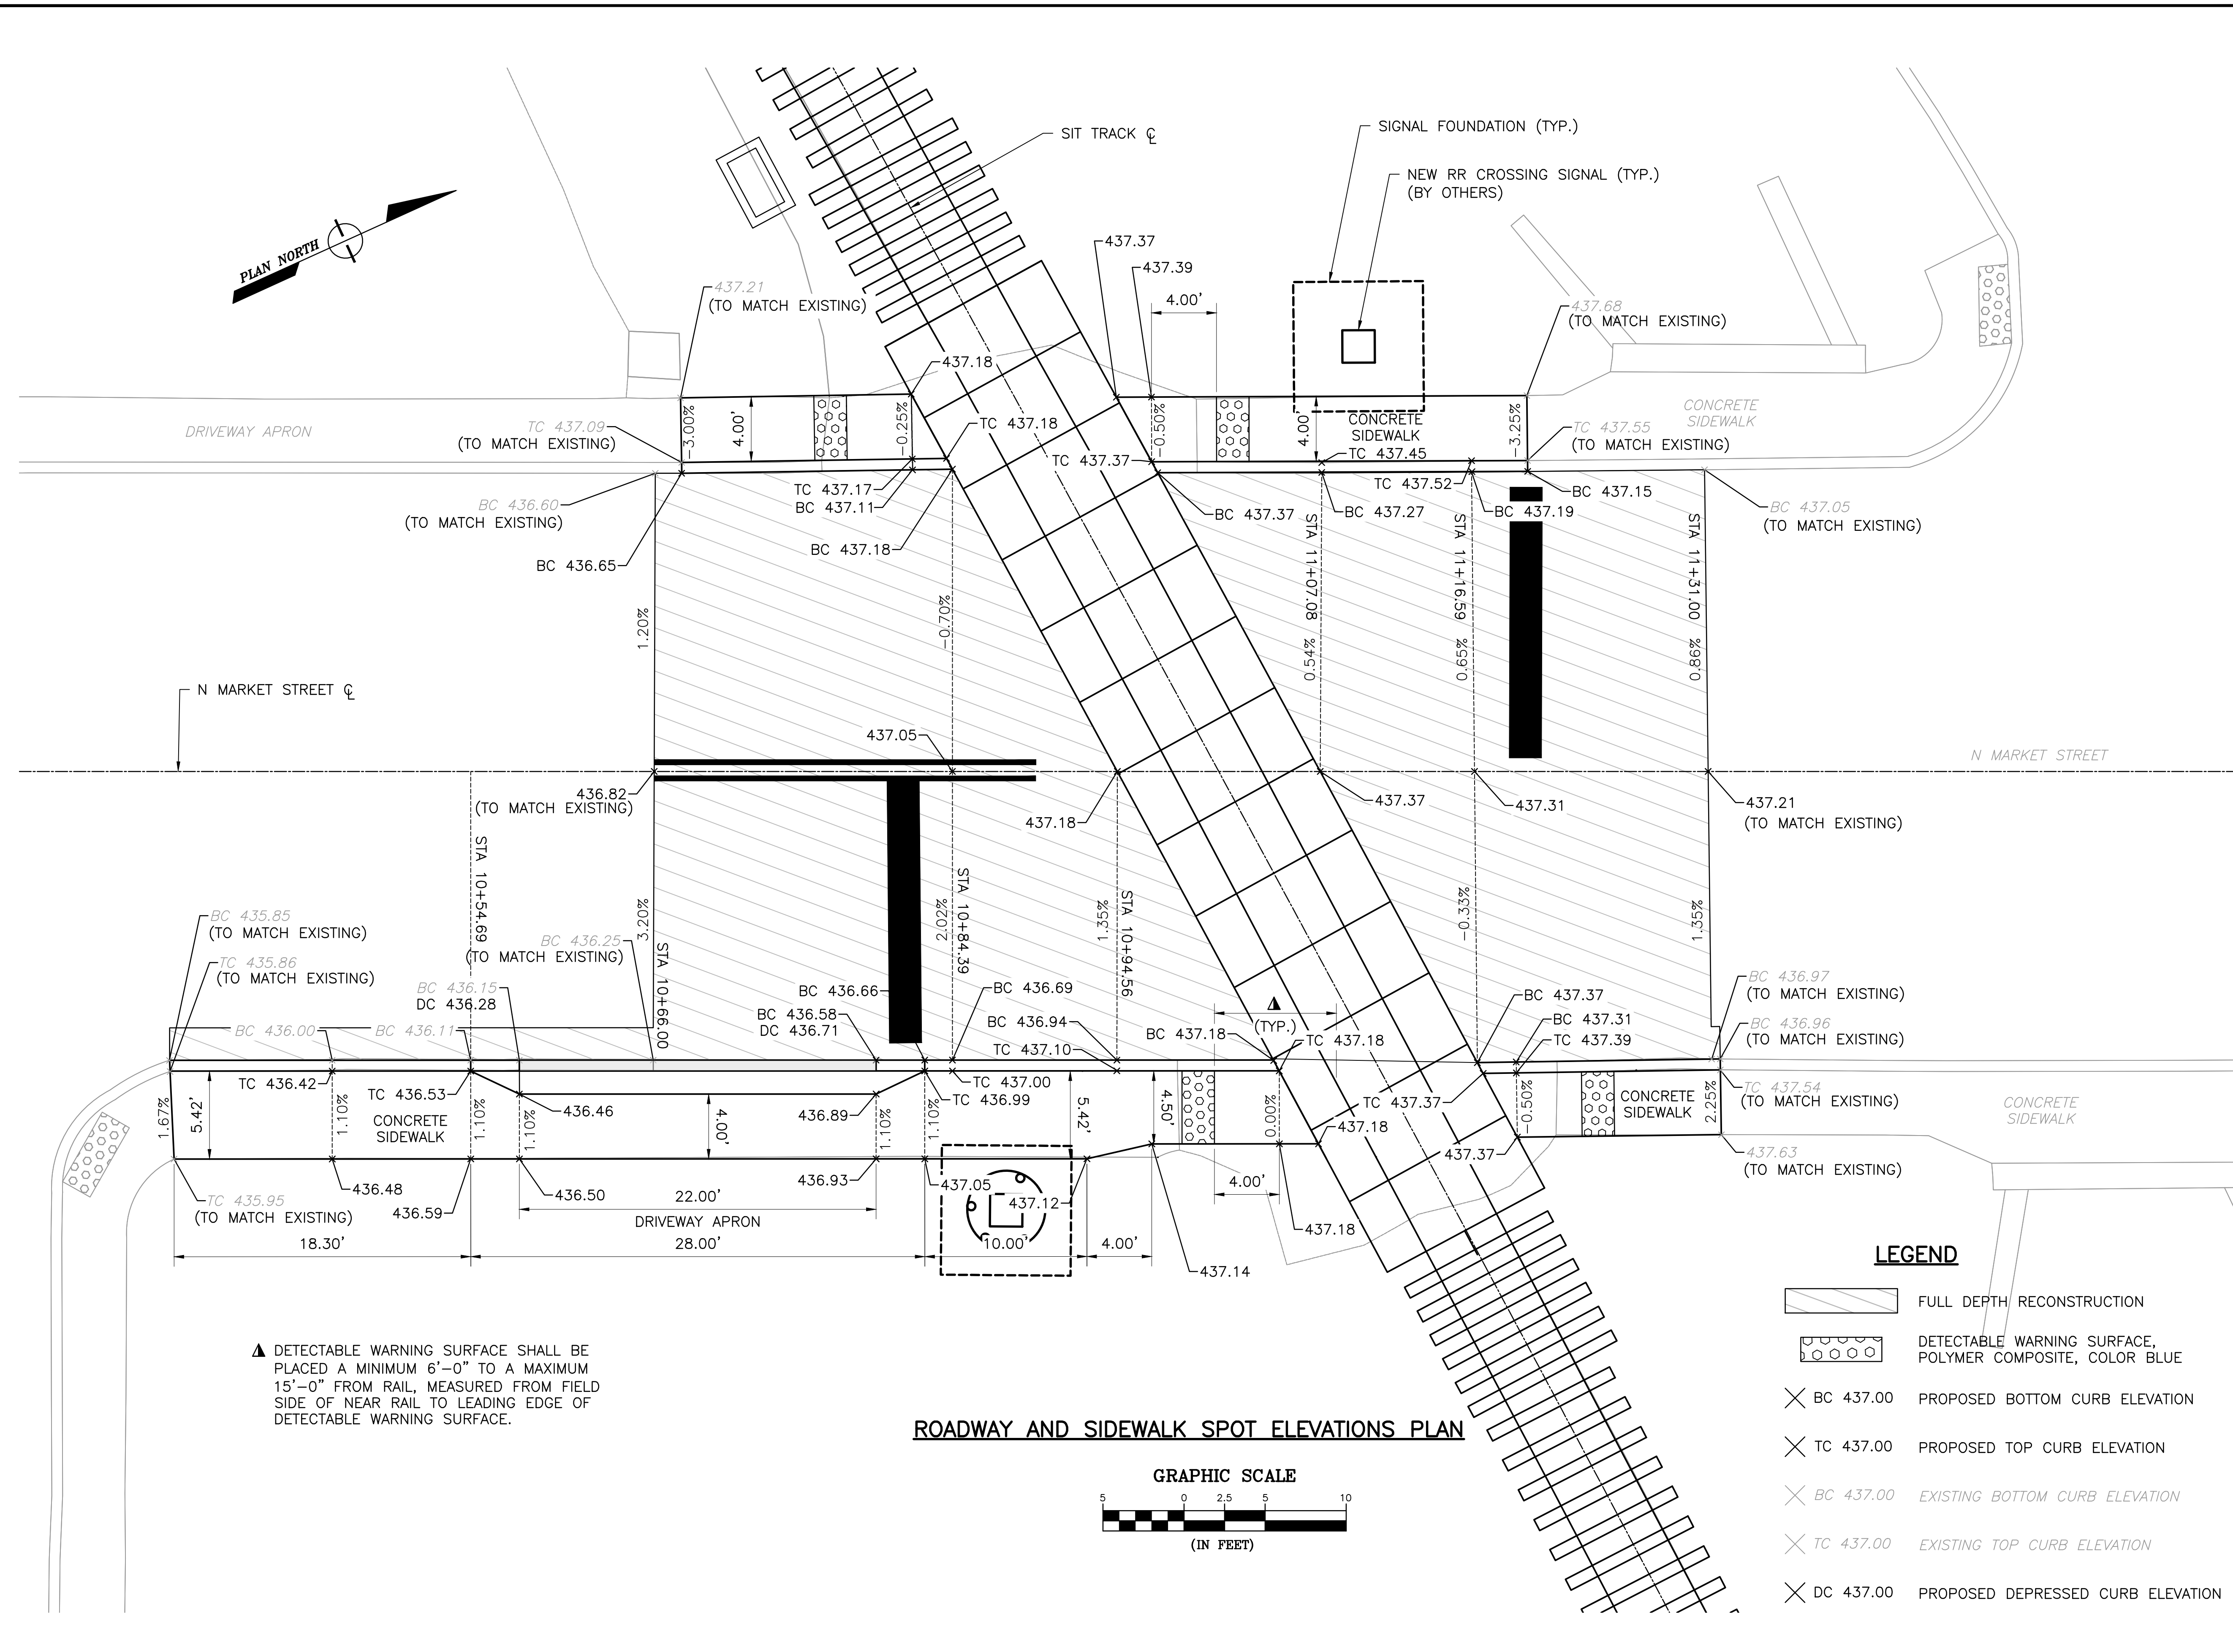 SIT TRACK ℄
SIGNAL FOUNDATION (TYP.)
NEW RR CROSSING SIGNAL (TYP.)
(BY OTHERS)
PLAN NORTH
437.37
437.39
4.00'
437.21
(TO MATCH EXISTING)
437.68
(TO MATCH EXISTING)
437.18
DRIVEWAY APRON
TC 437.09
(TO MATCH EXISTING)
-3.00%
4.00'
-0.25%
TC 437.18
-0.50%
4.00'
CONCRETE
SIDEWALK
-3.25%
CONCRETE
SIDEWALK
TC 437.55
(TO MATCH EXISTING)
TC 437.37
TC 437.45
TC 437.17
BC 437.11
TC 437.52
BC 437.15
BC 436.60
(TO MATCH EXISTING)
BC 437.37
BC 437.27
BC 437.19
BC 437.05
(TO MATCH EXISTING)
BC 437.18
BC 436.65
STA 11+07.08
STA 11+16.59
STA 11+31.00
1.20%
-0.70%
0.54%
0.65%
0.86%
N MARKET STREET ℄
437.05
N MARKET STREET
436.82
(TO MATCH EXISTING)
437.18
437.37
437.31
437.21
(TO MATCH EXISTING)
STA 10+54.69
STA 10+66.00
STA 10+84.39
STA 10+94.56
3.20%
2.02%
1.35%
-0.33%
1.35%
BC 435.85
(TO MATCH EXISTING)
BC 436.25
(TO MATCH EXISTING)
TC 435.86
(TO MATCH EXISTING)
BC 436.15
DC 436.28
BC 436.66
BC 436.69
BC 437.37
BC 436.97
(TO MATCH EXISTING)
BC 436.58
DC 436.71
BC 436.94
(TYP.)
BC 437.18
BC 437.31
TC 437.39
BC 436.96
(TO MATCH EXISTING)
BC 436.00
BC 436.11
TC 437.10
TC 437.18
TC 436.42
TC 436.53
TC 437.00
TC 436.99
TC 437.37
TC 437.54
(TO MATCH EXISTING)
1.67%
5.42'
1.10%
CONCRETE
SIDEWALK
1.10%
1.10%
436.46
4.00'
436.89
1.10%
1.10%
5.42'
4.50'
0.00%
437.18
-0.50%
CONCRETE
SIDEWALK
2.25%
CONCRETE
SIDEWALK
437.37
437.63
(TO MATCH EXISTING)
TC 435.95
(TO MATCH EXISTING)
436.48
436.59
436.50
22.00'
DRIVEWAY APRON
436.93
437.05
437.12
4.00'
437.18
18.30'
28.00'
10.00'
4.00'
437.14
DETECTABLE WARNING SURFACE SHALL BE
PLACED A MINIMUM 6'-0" TO A MAXIMUM
15'-0" FROM RAIL, MEASURED FROM FIELD
SIDE OF NEAR RAIL TO LEADING EDGE OF
DETECTABLE WARNING SURFACE.
ROADWAY AND SIDEWALK SPOT ELEVATIONS PLAN
GRAPHIC SCALE
5 0 2.5 5 10
(IN FEET)
LEGEND
FULL DEPTH RECONSTRUCTION
DETECTABLE WARNING SURFACE,
POLYMER COMPOSITE, COLOR BLUE
BC 437.00 PROPOSED BOTTOM CURB ELEVATION
TC 437.00 PROPOSED TOP CURB ELEVATION
BC 437.00 EXISTING BOTTOM CURB ELEVATION
TC 437.00 EXISTING TOP CURB ELEVATION
DC 437.00 PROPOSED DEPRESSED CURB ELEVATION